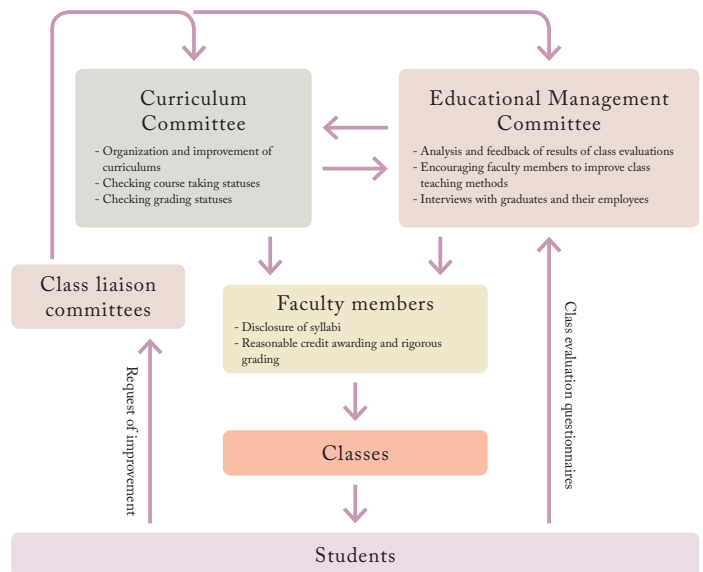 Curriculum
Committee
- Organization and improvement of
curriculums
- Checking course taking statuses
- Checking grading statuses
Educational Management
Committee
- Analysis and feedback of results of class evaluations
- Encouraging faculty members to improve class
teaching methods
- Interviews with graduates and their employees
Class liaison
committees
Faculty members
- Disclosure of syllabi
- Reasonable credit awarding and rigorous
grading
Request of improvement
Class evaluation questionnaires
Classes
Students